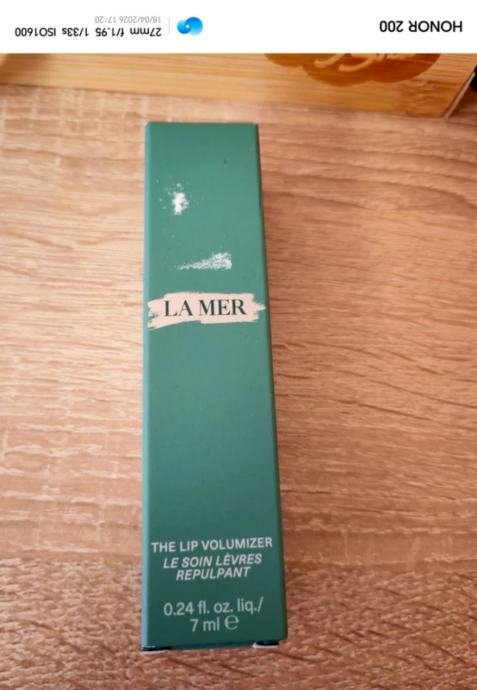 HONOR 200
27mm f/1.95 1/33s ISO1600
18/04/2026 17:20
LA MER
THE LIP VOLUMIZER
LE SOIN LÈVRES
REPULPANT
0.24 fl. oz. liq./
7 ml ℮